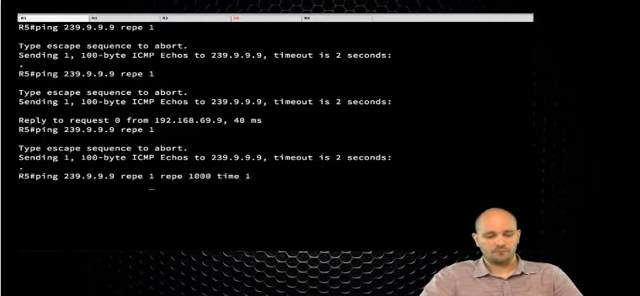 R5#ping 239.9.9.9 repe 1
Type escape sequence to abort.
Sending 1, 100-byte ICMP Echos to 239.9.9.9, timeout is 2 seconds:
.
R5#ping 239.9.9.9 repe 1
Type escape sequence to abort.
Sending 1, 100-byte ICMP Echos to 239.9.9.9, timeout is 2 seconds:
Reply to request 0 from 192.168.69.9, 40 ms
R5#ping 239.9.9.9 repe 1
Type escape sequence to abort.
Sending 1, 100-byte ICMP Echos to 239.9.9.9, timeout is 2 seconds:
.
R5#ping 239.9.9.9 repe 1 repe 1000 time 1